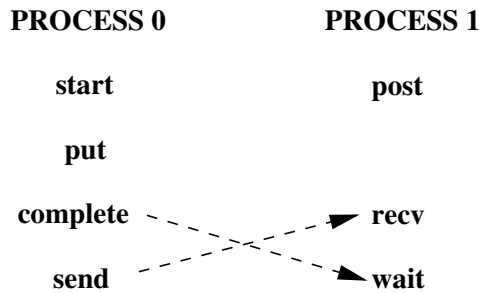 PROCESS 0 PROCESS 1
start post
put
complete recv
send wait